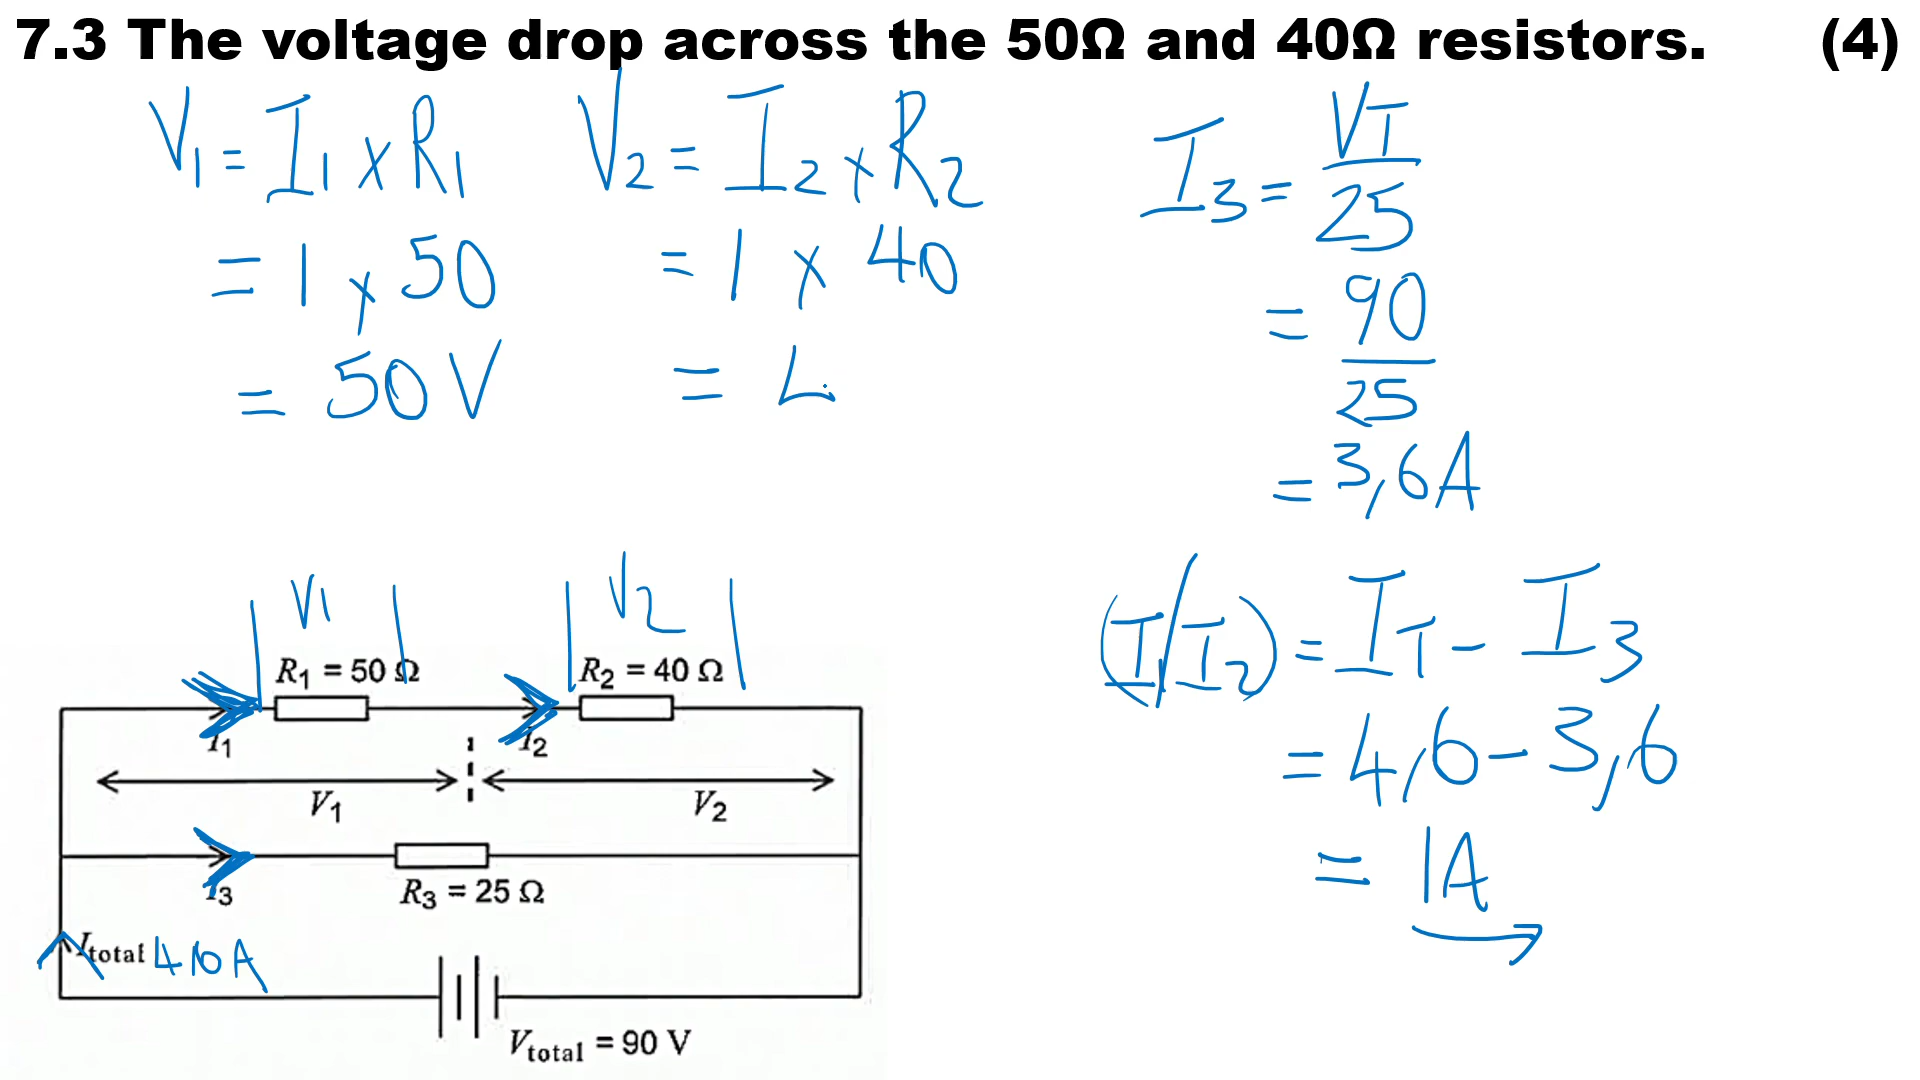 7.3 The voltage drop across the 50Ω and 40Ω resistors. (4)
V1 = I1 x R1
= 1 x 50
= 50V
V2 = I2 x R2
= 1 x 40
=
I3 = VT/25
= 90/25
= 3,6A
(I1/I2) = IT - I3
= 4,6 - 3,6
= 1A
V1
V2
R1 = 50 Ω
R2 = 40 Ω
I1
I2
V1
V2
I3
R3 = 25 Ω
Itotal
Vtotal = 90 V